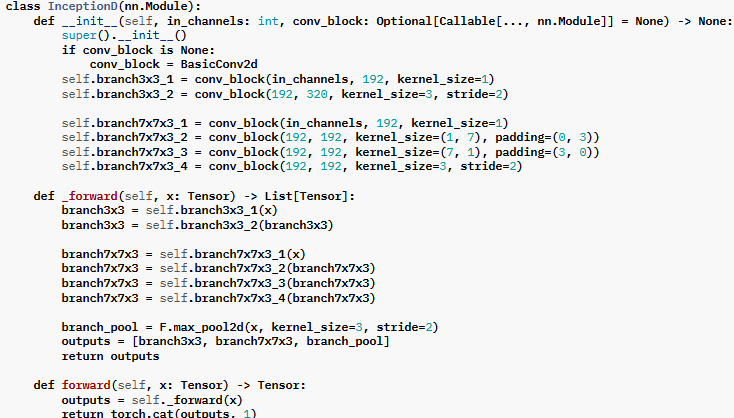 class InceptionD(nn.Module):
    def __init__(self, in_channels: int, conv_block: Optional[Callable[..., nn.Module]] = None) -> None:
        super().__init__()
        if conv_block is None:
            conv_block = BasicConv2d
        self.branch3x3_1 = conv_block(in_channels, 192, kernel_size=1)
        self.branch3x3_2 = conv_block(192, 320, kernel_size=3, stride=2)

        self.branch7x7x3_1 = conv_block(in_channels, 192, kernel_size=1)
        self.branch7x7x3_2 = conv_block(192, 192, kernel_size=(1, 7), padding=(0, 3))
        self.branch7x7x3_3 = conv_block(192, 192, kernel_size=(7, 1), padding=(3, 0))
        self.branch7x7x3_4 = conv_block(192, 192, kernel_size=3, stride=2)

    def _forward(self, x: Tensor) -> List[Tensor]:
        branch3x3 = self.branch3x3_1(x)
        branch3x3 = self.branch3x3_2(branch3x3)

        branch7x7x3 = self.branch7x7x3_1(x)
        branch7x7x3 = self.branch7x7x3_2(branch7x7x3)
        branch7x7x3 = self.branch7x7x3_3(branch7x7x3)
        branch7x7x3 = self.branch7x7x3_4(branch7x7x3)

        branch_pool = F.max_pool2d(x, kernel_size=3, stride=2)
        outputs = [branch3x3, branch7x7x3, branch_pool]
        return outputs

    def forward(self, x: Tensor) -> Tensor:
        outputs = self._forward(x)
        return torch.cat(outputs, 1)